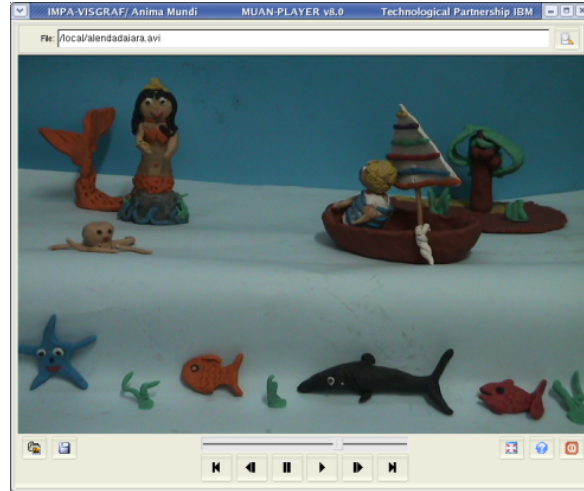 IMPA-VISGRAF/ Anima Mundi MUAN-PLAYER v8.0 Technological Partnership IBM
File: /local/alendadaiara.avi